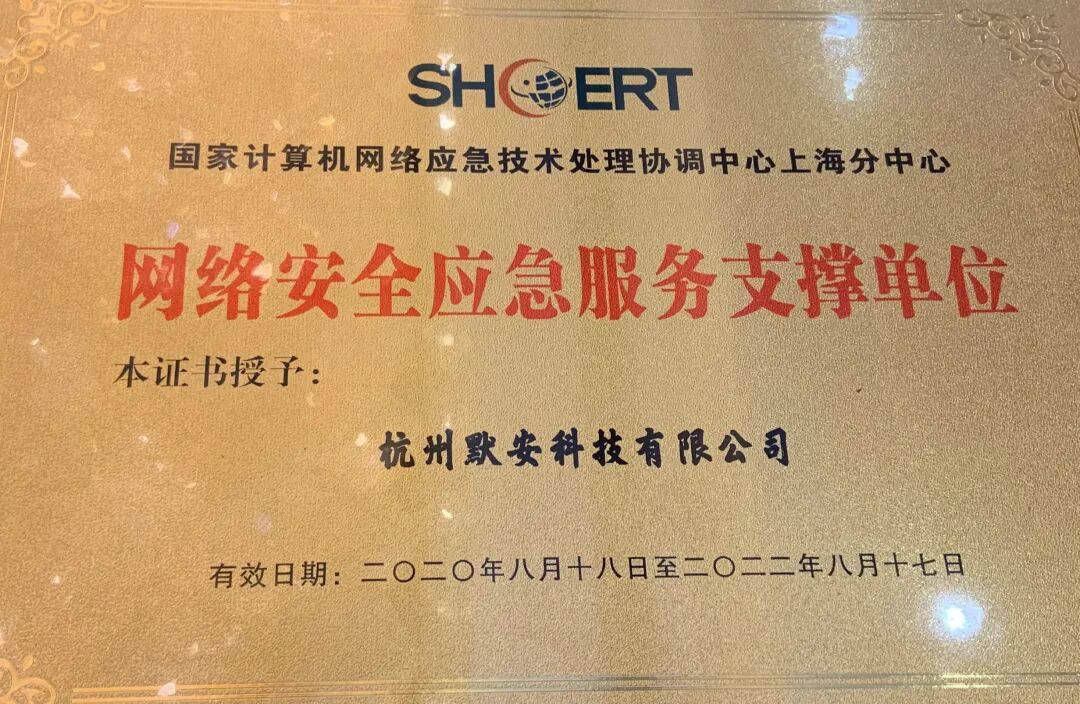 SHCERT
国家计算机网络应急技术处理协调中心上海分中心
网络安全应急服务支撑单位
本证书授予：
杭州默安科技有限公司
有效日期：二〇二〇年八月十八日至二〇二二年八月十七日